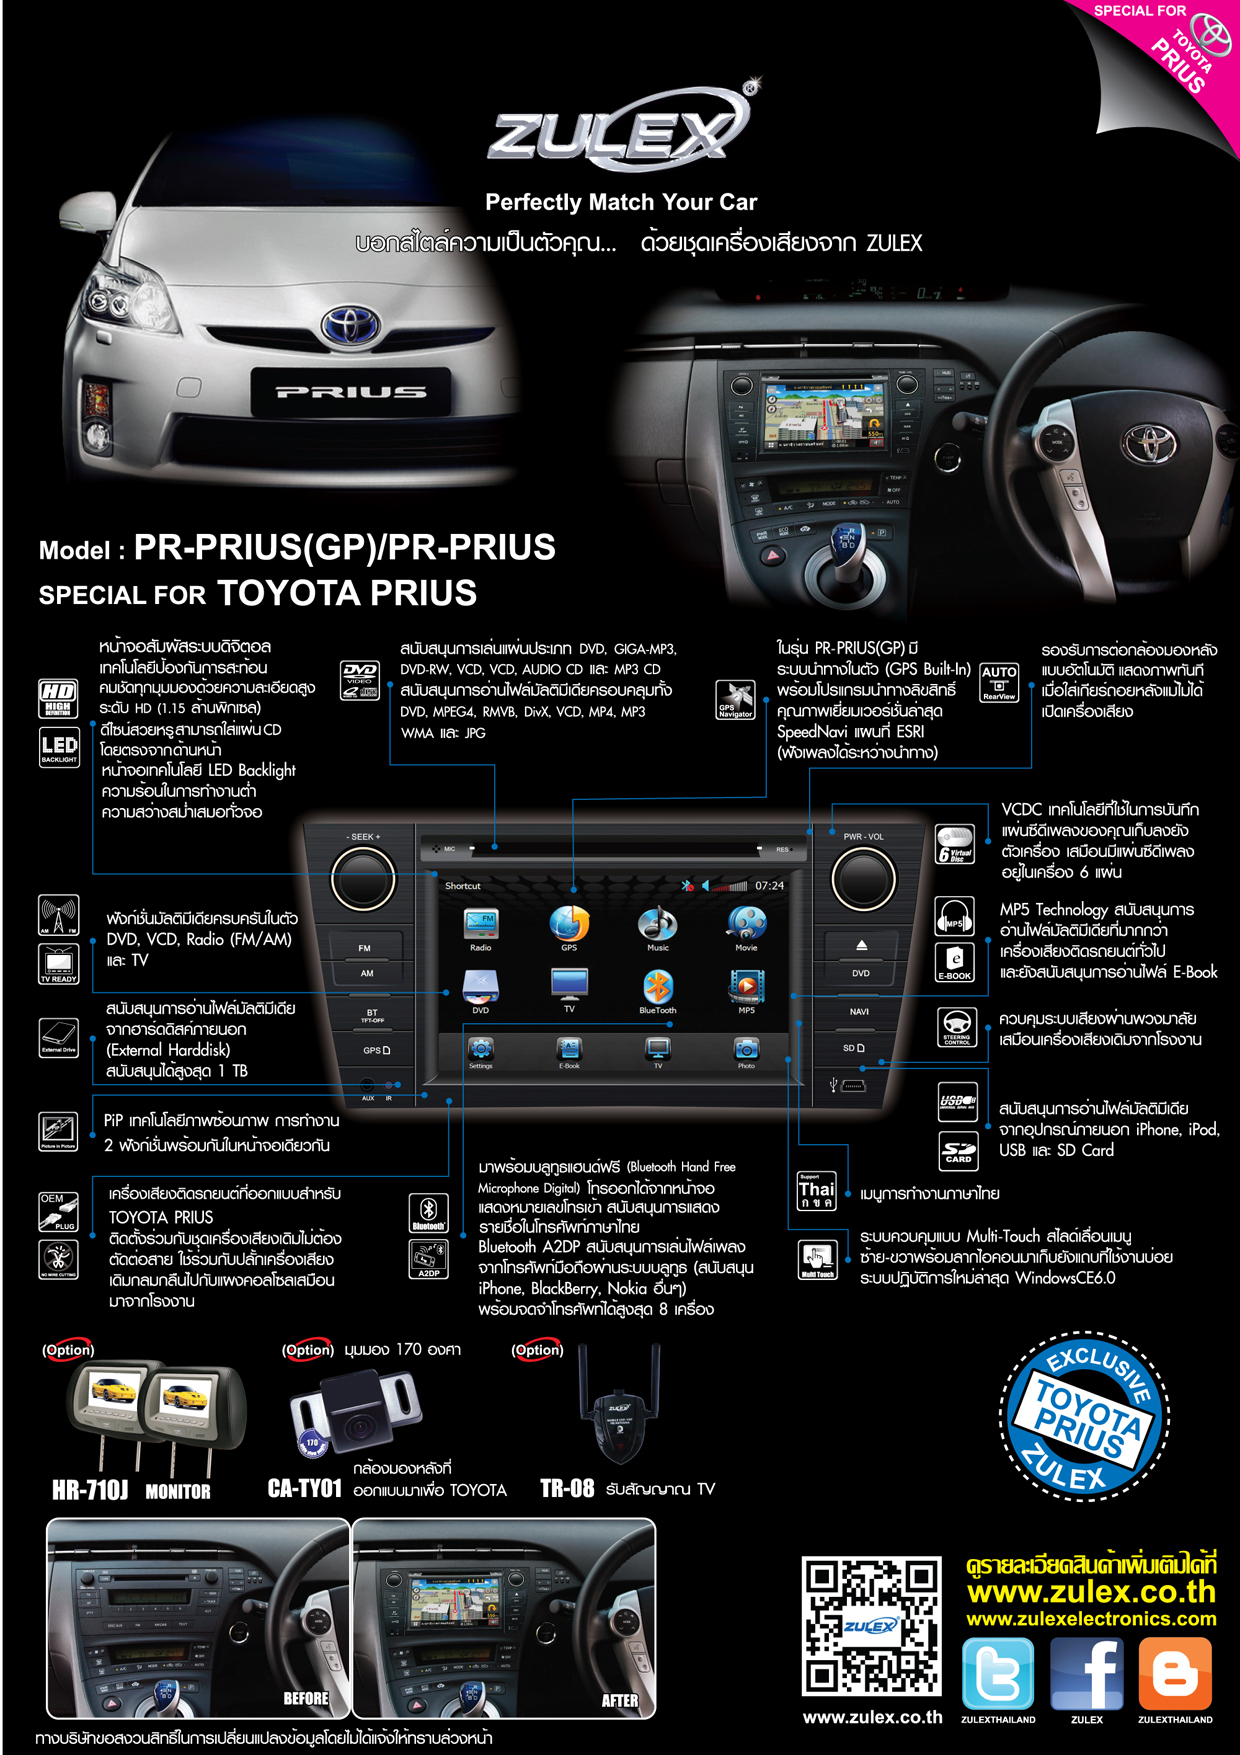 SPECIAL FOR
TOYOTA
PRIUS
ZULEX®
Perfectly Match Your Car
บอกสไตล์ความเป็นตัวคุณ... ด้วยชุดเครื่องเสียงจาก ZULEX
PRIUS
Model : PR-PRIUS(GP)/PR-PRIUS
SPECIAL FOR TOYOTA PRIUS
HD
HIGH
DEFINITION
LED
BACKLIGHT
หน้าจอสัมผัสระบบดิจิตอล
เทคโนโลยีป้องกันการสะท้อน
คมชัดทุกมุมมองด้วยความละเอียดสูง
ระดับ HD (1.15 ล้านพิกเซล)
ดีไซน์สวยหรูสามารถใส่แผ่น CD
โดยตรงจากด้านหน้า
หน้าจอเทคโนโลยี LED Backlight
ความร้อนในการทำงานต่ำ
ความสว่างสม่ำเสมอทั่วจอ
DVD
VIDEO
สนับสนุนการเล่นแผ่นประเภท DVD, GIGA-MP3,
DVD-RW, VCD, VCD, AUDIO CD และ MP3 CD
สนับสนุนการอ่านไฟล์มัลติมีเดียครอบคลุมทั้ง
DVD, MPEG4, RMVB, DivX, VCD, MP4, MP3
WMA และ JPG
GPS
Navigator
ในรุ่น PR-PRIUS(GP) มี
ระบบนำทางในตัว (GPS Built-In)
พร้อมโปรแกรมนำทางลิขสิทธิ์
คุณภาพเยี่ยมเวอร์ชั่นล่าสุด
SpeedNavi แผนที่ ESRI
(ฟังเพลงได้ระหว่างนำทาง)
AUTO
RearView
รองรับการต่อกล้องมองหลัง
แบบอัตโนมัติ แสดงภาพทันที
เมื่อใส่เกียร์ถอยหลังแม้ไม่ได้
เปิดเครื่องเสียง
AM FM
TV READY
ฟังก์ชั่นมัลติมีเดียครบครันในตัว
DVD, VCD, Radio (FM/AM)
และ TV
External Drive
สนับสนุนการอ่านไฟล์มัลติมีเดีย
จากฮาร์ดดิสค์ภายนอก
(External Harddisk)
สนับสนุนได้สูงสุด 1 TB
Picture in Picture
PiP เทคโนโลยีภาพซ้อนภาพ การทำงาน
2 ฟังก์ชั่นพร้อมกันในหน้าจอเดียวกัน
OEM
PLUG
NO WIRE CUTTING
เครื่องเสียงติดรถยนต์ที่ออกแบบสำหรับ
TOYOTA PRIUS
ติดตั้งร่วมกับชุดเครื่องเสียงเดิมไม่ต้อง
ตัดต่อสาย ใช้ร่วมกับปลั๊กเครื่องเสียง
เดิมกลมกลืนไปกับแผงคอลโซลเสมือน
มาจากโรงงาน
- SEEK +
MIC
RES
PWR - VOL
FM
AM
BT
TFT-OFF
GPS
AUX IR
DVD
NAVI
SD
Shortcut 07:24
Radio GPS Music Movie
DVD TV BlueTooth MP5
Settings E-Book TV Photo
6 Virtual
Disc
VCDC เทคโนโลยีที่ใช้ในการบันทึก
แผ่นซีดีเพลงของคุณเก็บลงยัง
ตัวเครื่อง เสมือนมีแผ่นซีดีเพลง
อยู่ในเครื่อง 6 แผ่น
MP5
E-BOOK
MP5 Technology สนับสนุนการ
อ่านไฟล์มัลติมีเดียที่มากกว่า
เครื่องเสียงติดรถยนต์ทั่วไป
และยังสนับสนุนการอ่านไฟล์ E-Book
STEERING
CONTROL
ควบคุมระบบเสียงผ่านพวงมาลัย
เสมือนเครื่องเสียงเดิมจากโรงงาน
USB
SD
CARD
สนับสนุนการอ่านไฟล์มัลติมีเดีย
จากอุปกรณ์ภายนอก iPhone, iPod,
USB และ SD Card
Bluetooth
A2DP
มาพร้อมบลูทูธแฮนด์ฟรี (Bluetooth Hand Free
Microphone Digital) โทรออกได้จากหน้าจอ
แสดงหมายเลขโทรเข้า สนับสนุนการแสดง
รายชื่อในโทรศัพท์ภาษาไทย
Bluetooth A2DP สนับสนุนการเล่นไฟล์เพลง
จากโทรศัพท์มือถือผ่านระบบบลูทูธ (สนับสนุน
iPhone, BlackBerry, Nokia อื่นๆ)
พร้อมจดจำโทรศัพท์ได้สูงสุด 8 เครื่อง
Support
Thai
ก ข ค
เมนูการทำงานภาษาไทย
Multi Touch
ระบบควบคุมแบบ Multi-Touch สไลด์เลื่อนเมนู
ซ้าย-ขวาพร้อมลากไอคอนมาเก็บยังแถบที่ใช้งานบ่อย
ระบบปฏิบัติการใหม่ล่าสุด WindowsCE6.0
(Option)
HR-710J MONITOR
(Option) มุมมอง 170 องศา
170°
CA-TY01 กล้องมองหลังที่
ออกแบบมาเพื่อ TOYOTA
(Option)
ZULEX
TR-08 รับสัญญาณ TV
EXCLUSIVE
TOYOTA
PRIUS
ZULEX
BEFORE
AFTER
ZULEX
www.zulex.co.th
ดูรายละเอียดสินค้าเพิ่มเติมได้ที่
www.zulex.co.th
www.zulexelectronics.com
ZULEXTHAILAND
ZULEX
ZULEXTHAILAND
ทางบริษัทขอสงวนสิทธิ์ในการเปลี่ยนแปลงข้อมูลโดยไม่ได้แจ้งให้ทราบล่วงหน้า